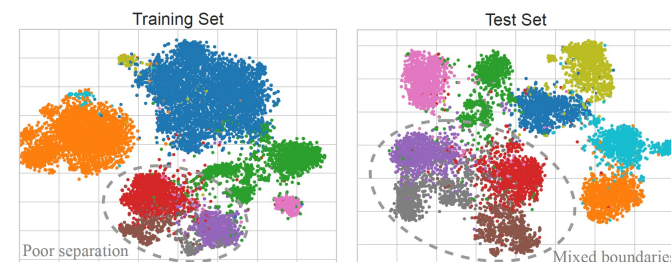 Training Set
Test Set
Poor separation
Mixed boundaries